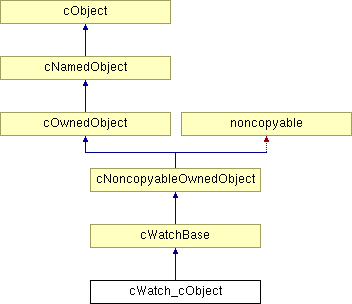 cObject
cNamedObject
cOwnedObject
noncopyable
cNoncopyableOwnedObject
cWatchBase
cWatch_cObject